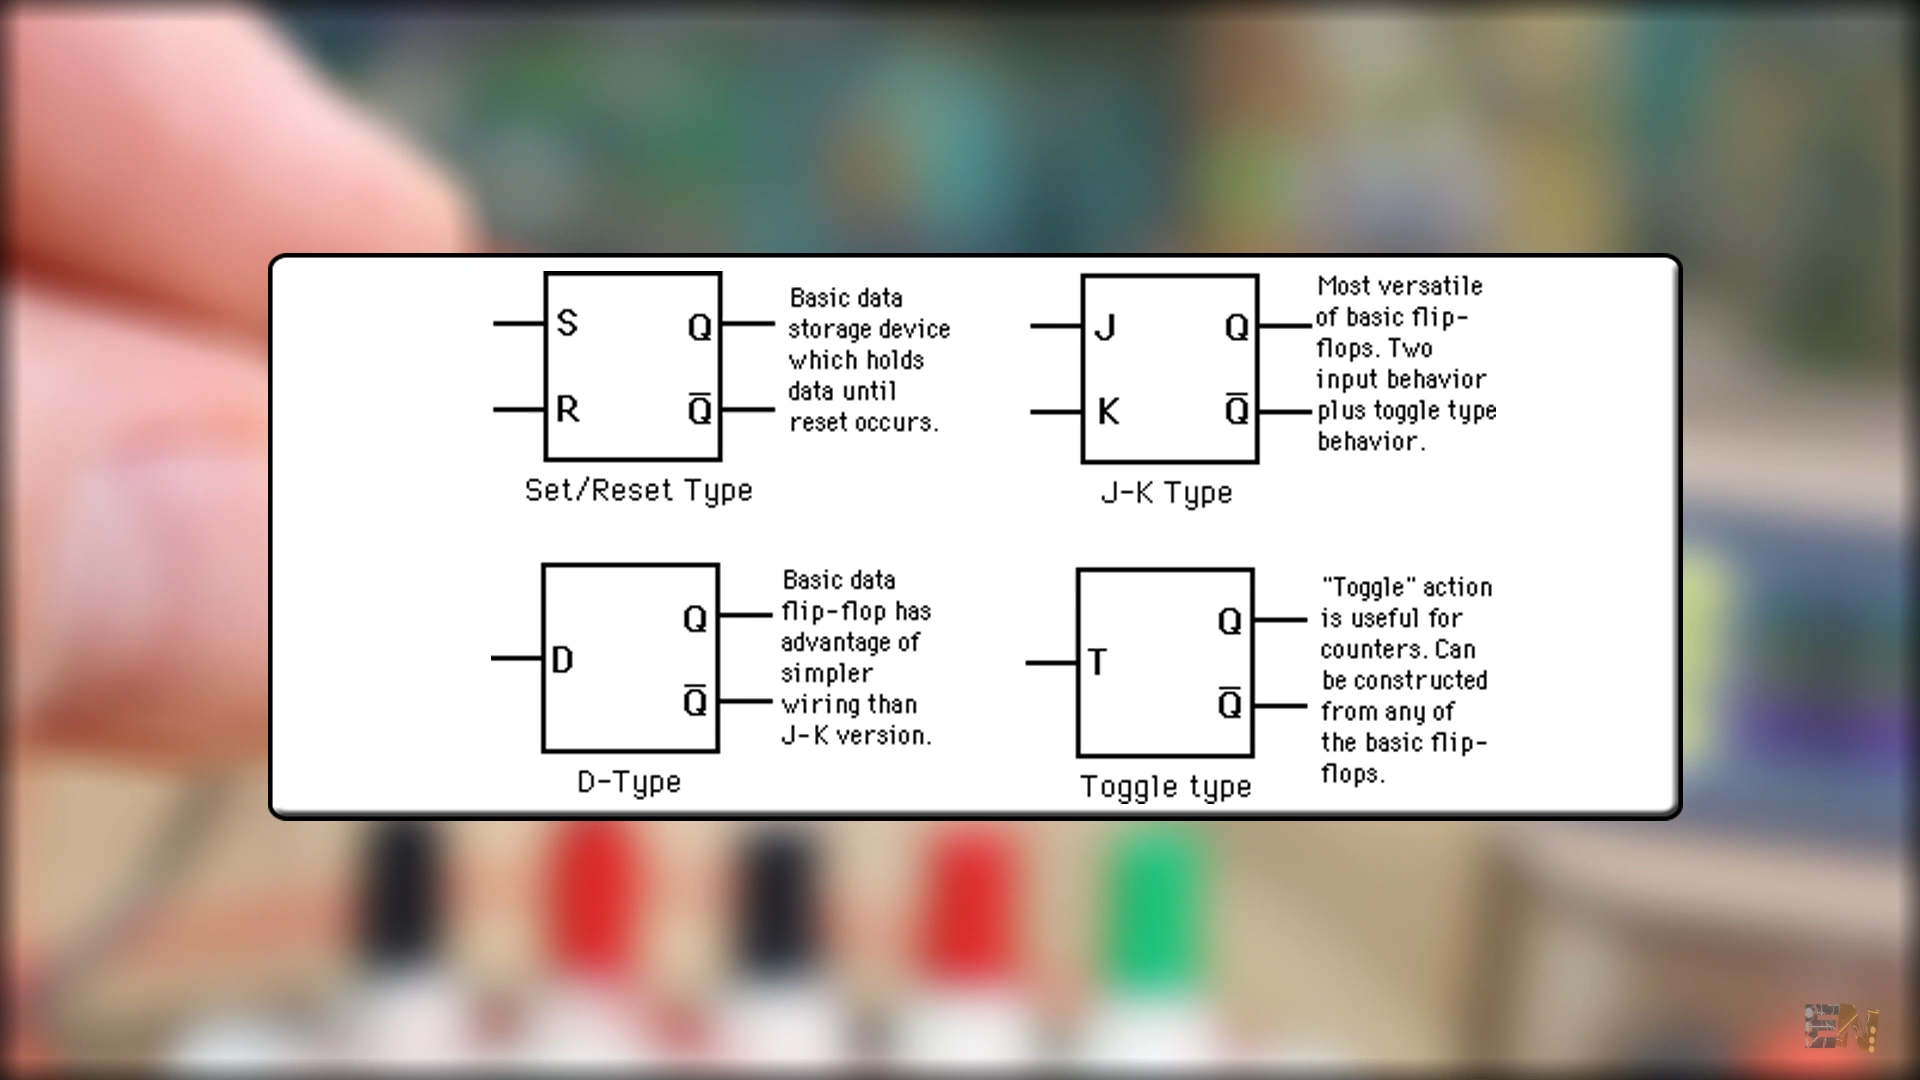 S
Q
R
Q̅
Basic data
storage device
which holds
data until
reset occurs.
Set/Reset Type
J
Q
K
Q̅
Most versatile
of basic flip-
flops. Two
input behavior
plus toggle type
behavior.
J-K Type
D
Q
Q̅
Basic data
flip-flop has
advantage of
simpler
wiring than
J-K version.
D-Type
T
Q
Q̅
"Toggle" action
is useful for
counters. Can
be constructed
from any of
the basic flip-
flops.
Toggle type
EN